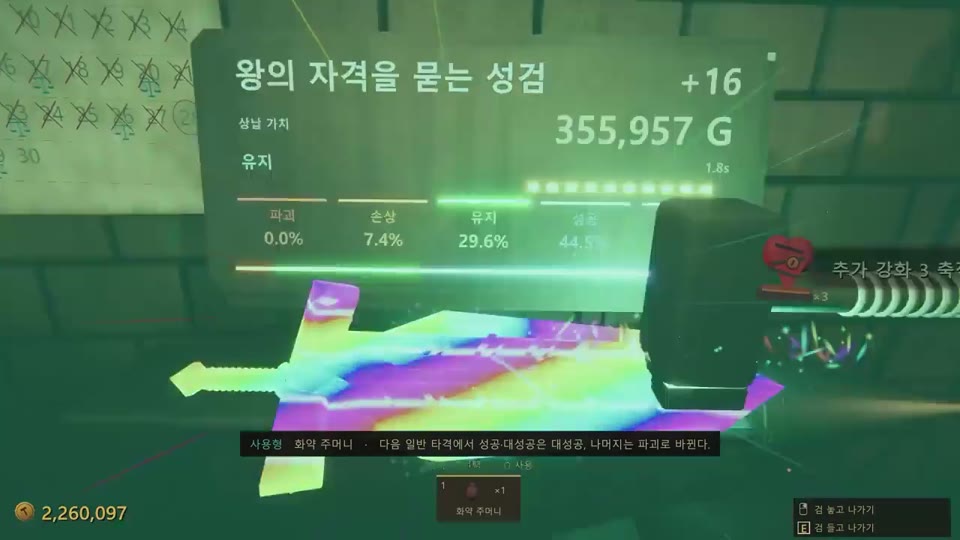 왕의 자격을 묻는 성검 +16
상납 가치 355,957 G
유지
1.8s
파괴 손상 유지 성공
0.0% 7.4% 29.6%
추가 강화 3
×3
사용형 화약 주머니 · 다음 일반 타격에서 성공·대성공은 대성공, 나머지는 파괴로 바뀐다.
사용
1 ×1
화약 주머니
2,260,097
검 놓고 나가기
E 검 들고 나가기
30